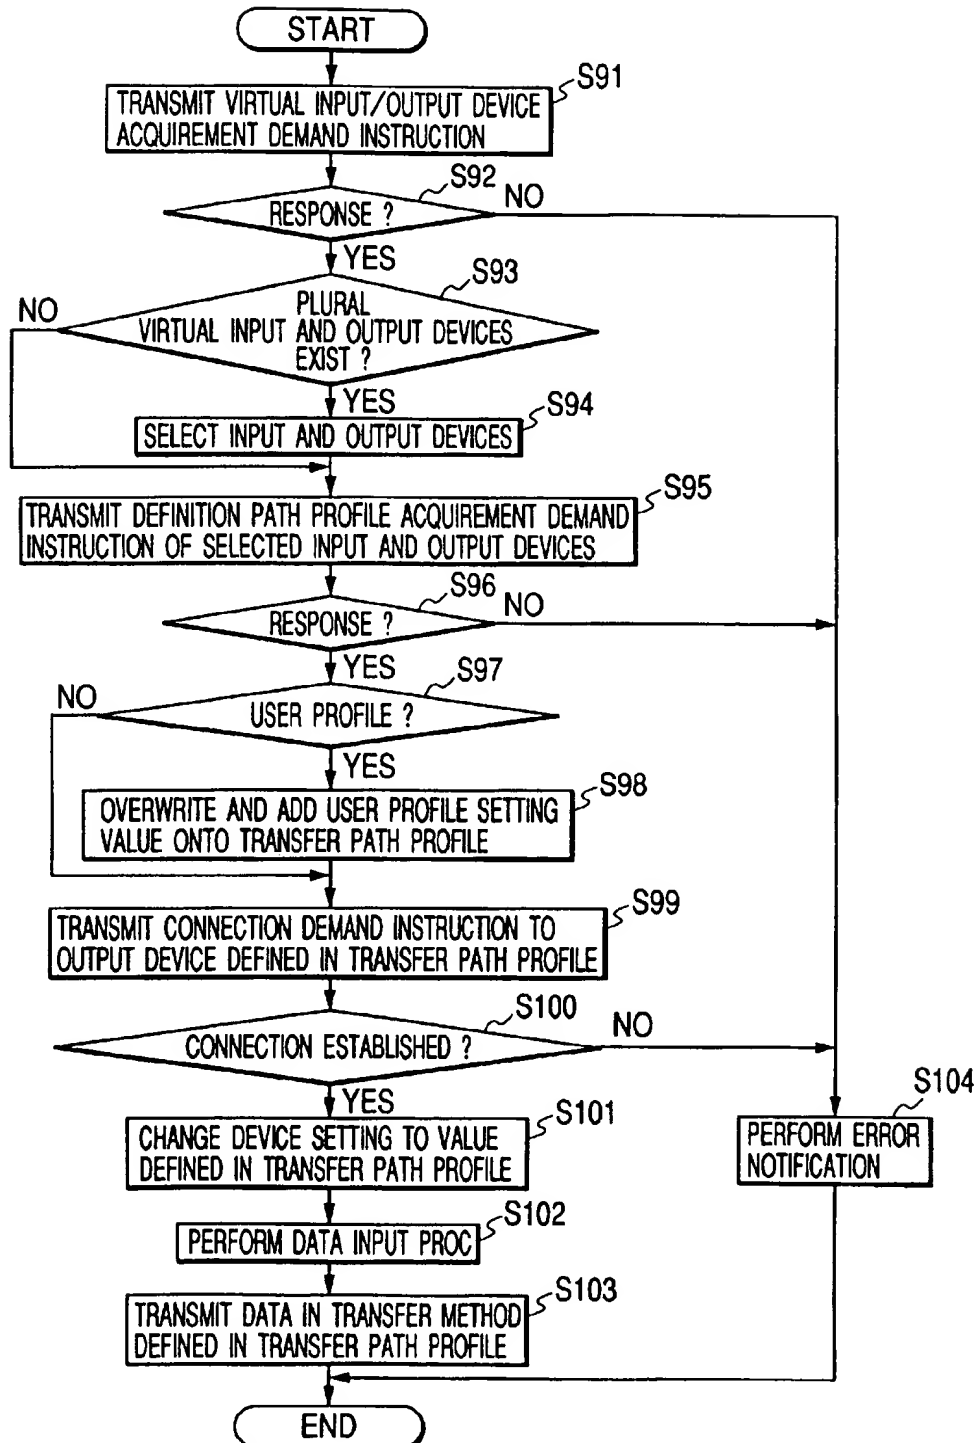 START
S91
TRANSMIT VIRTUAL INPUT/OUTPUT DEVICE
ACQUIREMENT DEMAND INSTRUCTION
S92
NO
RESPONSE ?
YES
S93
NO
PLURAL
VIRTUAL INPUT AND OUTPUT DEVICES
EXIST ?
YES
S94
SELECT INPUT AND OUTPUT DEVICES
S95
TRANSMIT DEFINITION PATH PROFILE ACQUIREMENT DEMAND
INSTRUCTION OF SELECTED INPUT AND OUTPUT DEVICES
S96
NO
RESPONSE ?
YES
S97
NO
USER PROFILE ?
YES
S98
OVERWRITE AND ADD USER PROFILE SETTING
VALUE ONTO TRANSFER PATH PROFILE
S99
TRANSMIT CONNECTION DEMAND INSTRUCTION TO
OUTPUT DEVICE DEFINED IN TRANSFER PATH PROFILE
S100
NO
CONNECTION ESTABLISHED ?
YES
S101
CHANGE DEVICE SETTING TO VALUE
DEFINED IN TRANSFER PATH PROFILE
S104
PERFORM ERROR
NOTIFICATION
S102
PERFORM DATA INPUT PROC
S103
TRANSMIT DATA IN TRANSFER METHOD
DEFINED IN TRANSFER PATH PROFILE
END